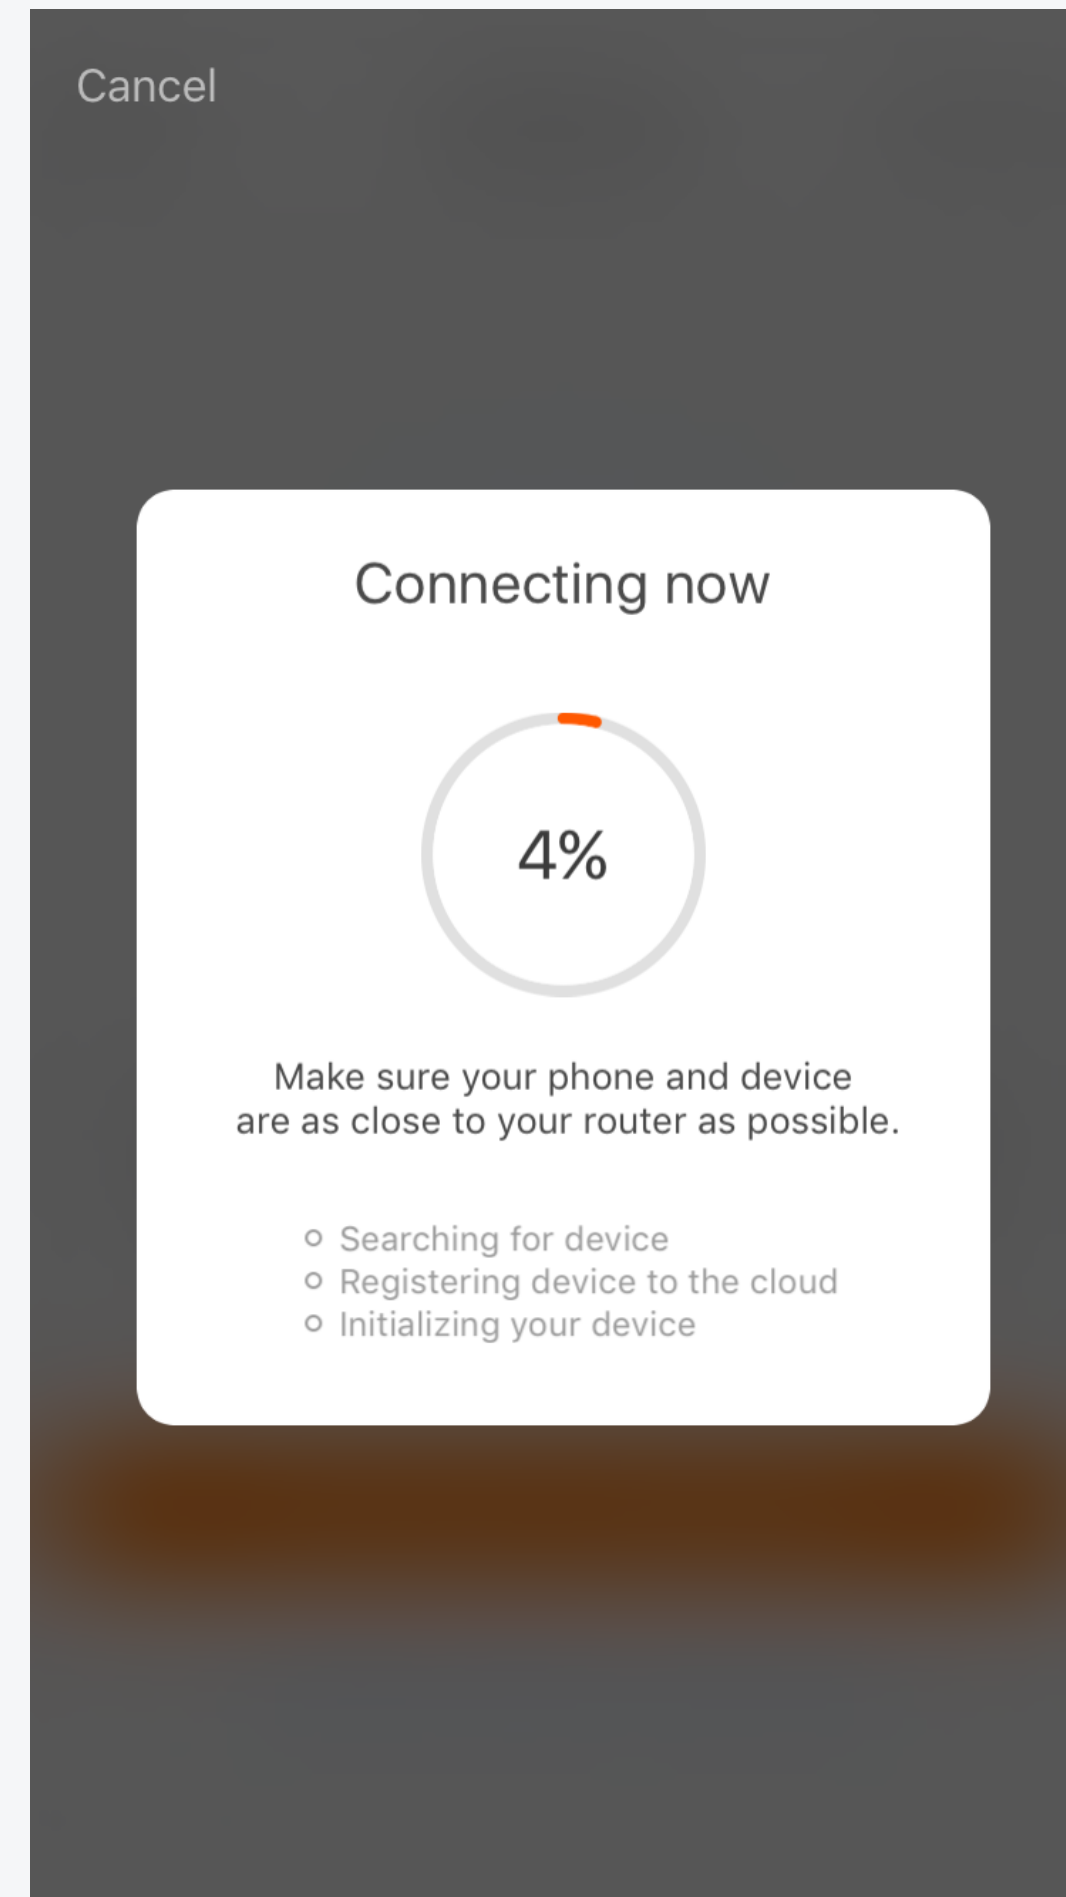 Cancel
Connecting now
4%
Make sure your phone and device
are as close to your router as possible.
Searching for device
Registering device to the cloud
Initializing your device